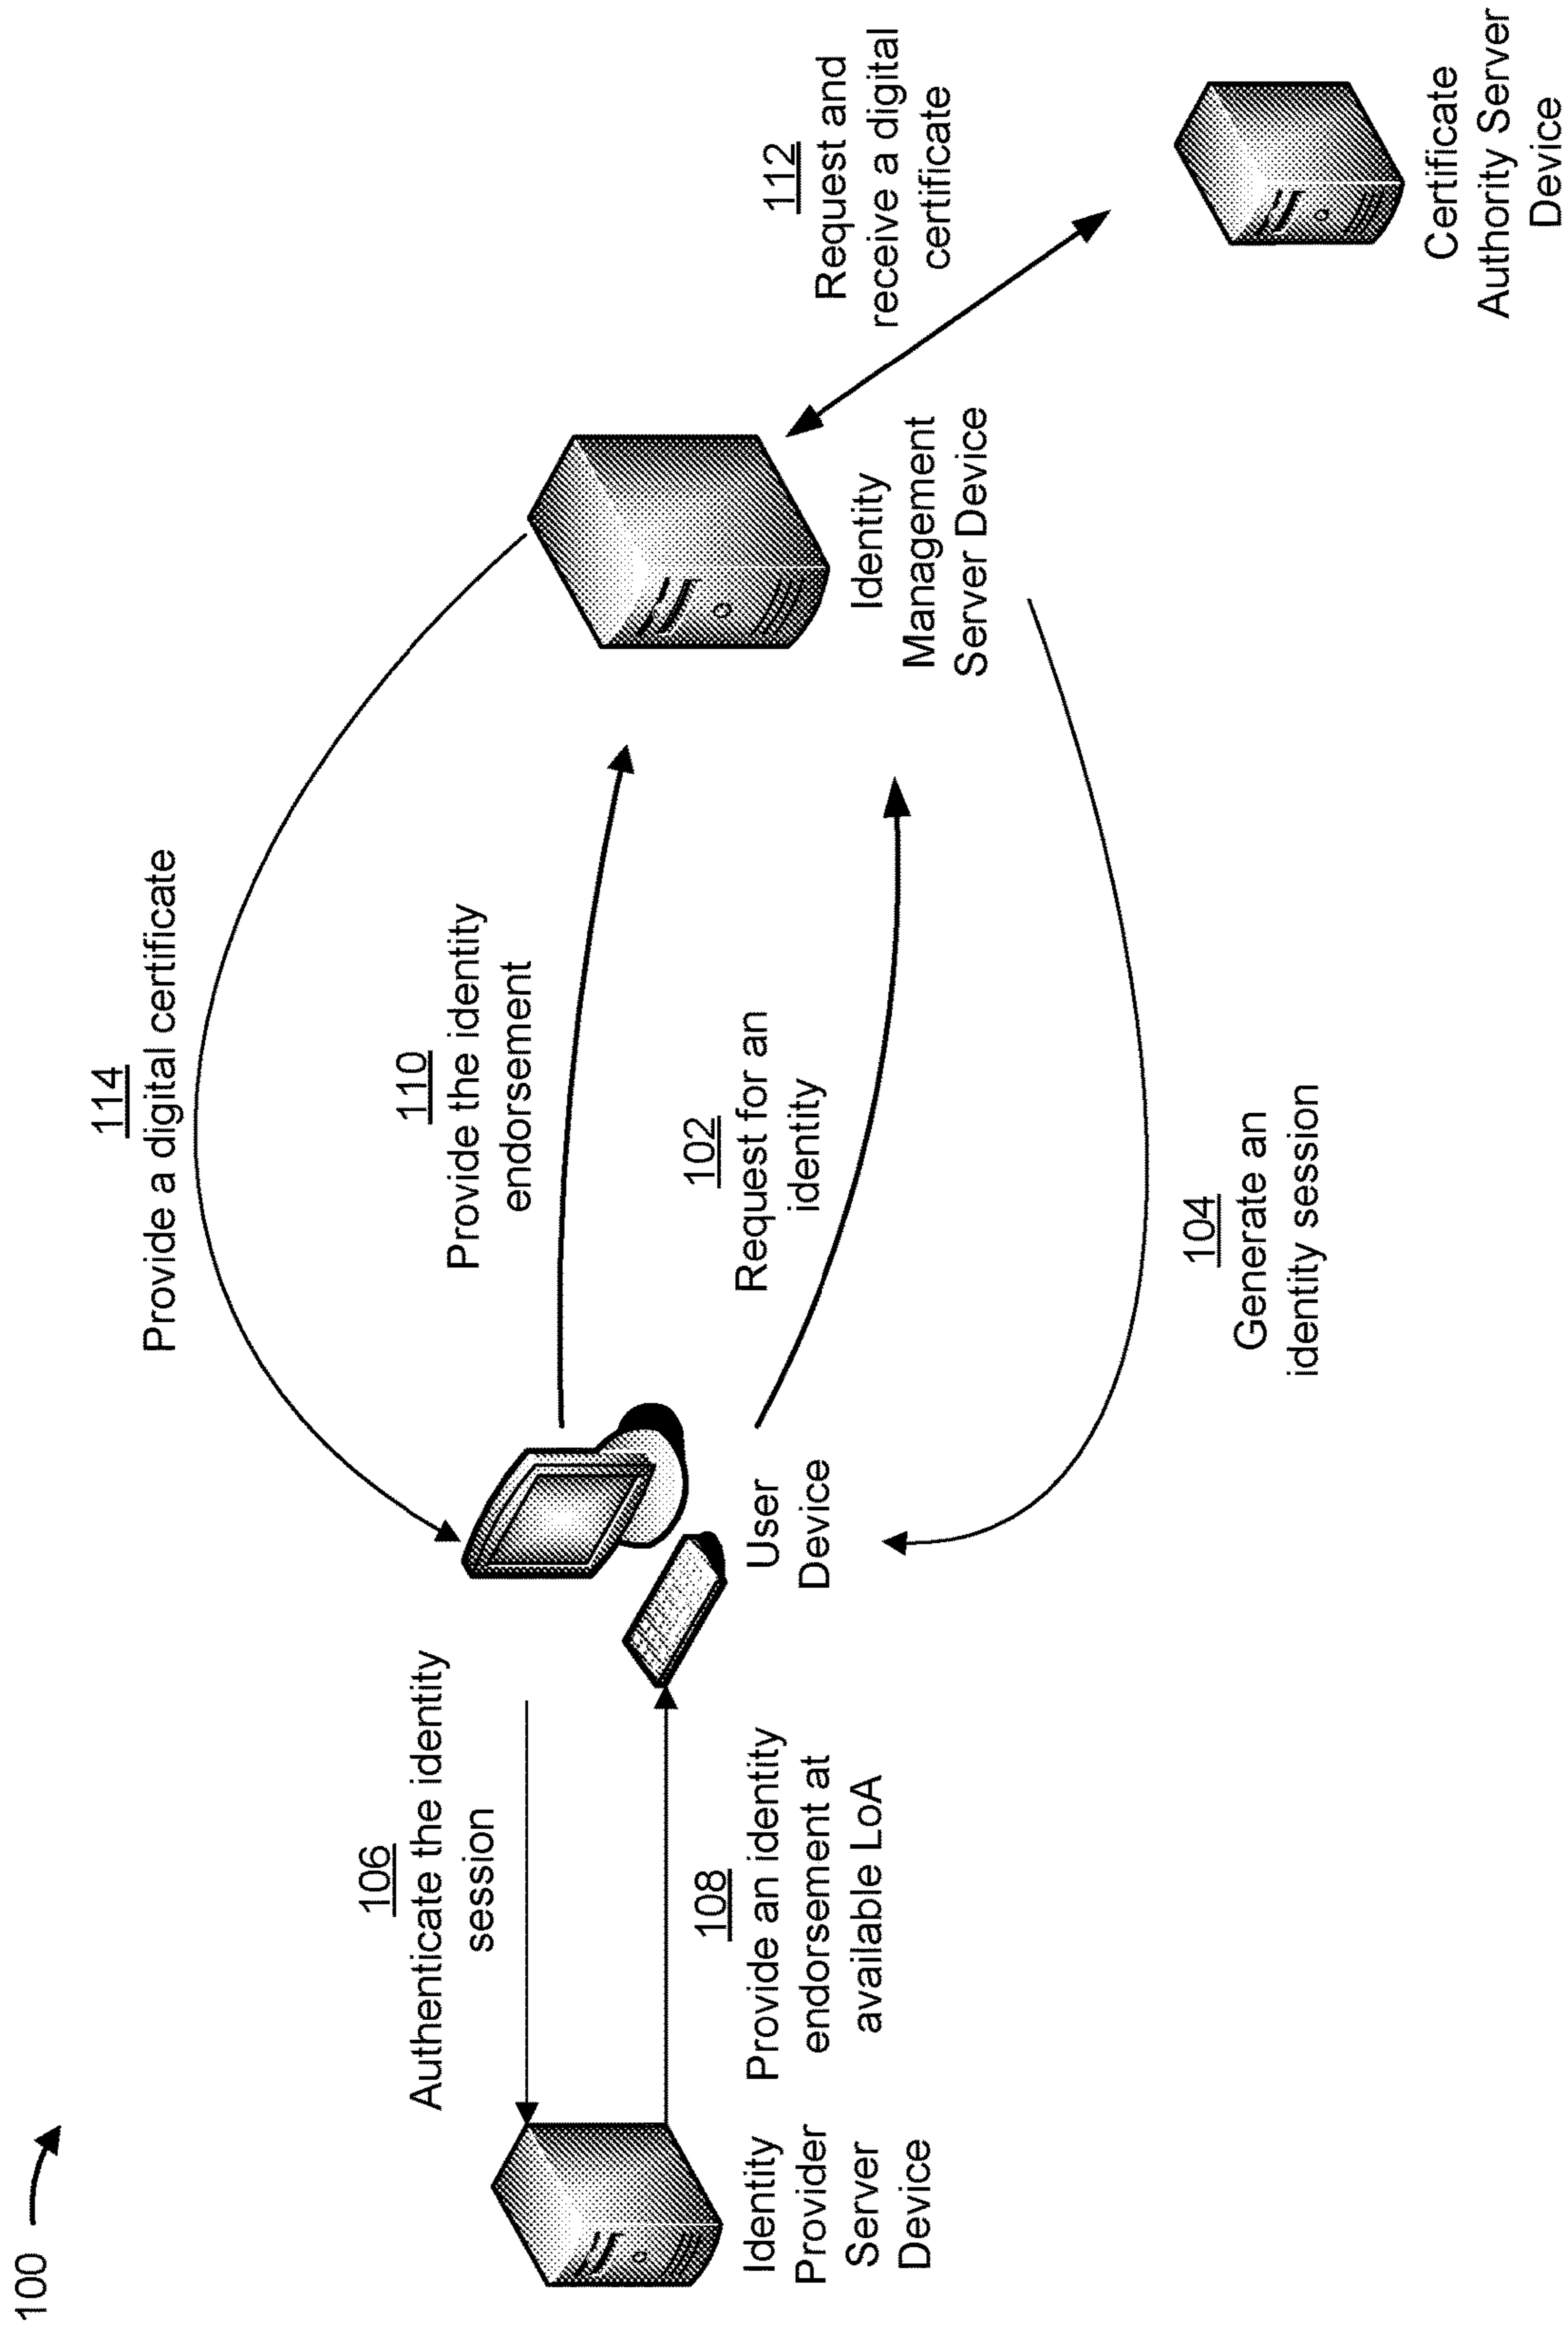 100
114
Provide a digital certificate
106
Authenticate the identity
session
110
Provide the identity
endorsement
112
Request and
receive a digital
certificate
108
Provide an identity
endorsement at
available LoA
102
Request for an
identity
Identity
Provider
Server
Device
User
Device
Identity
Management
Server Device
104
Generate an
identity session
Certificate
Authority Server
Device